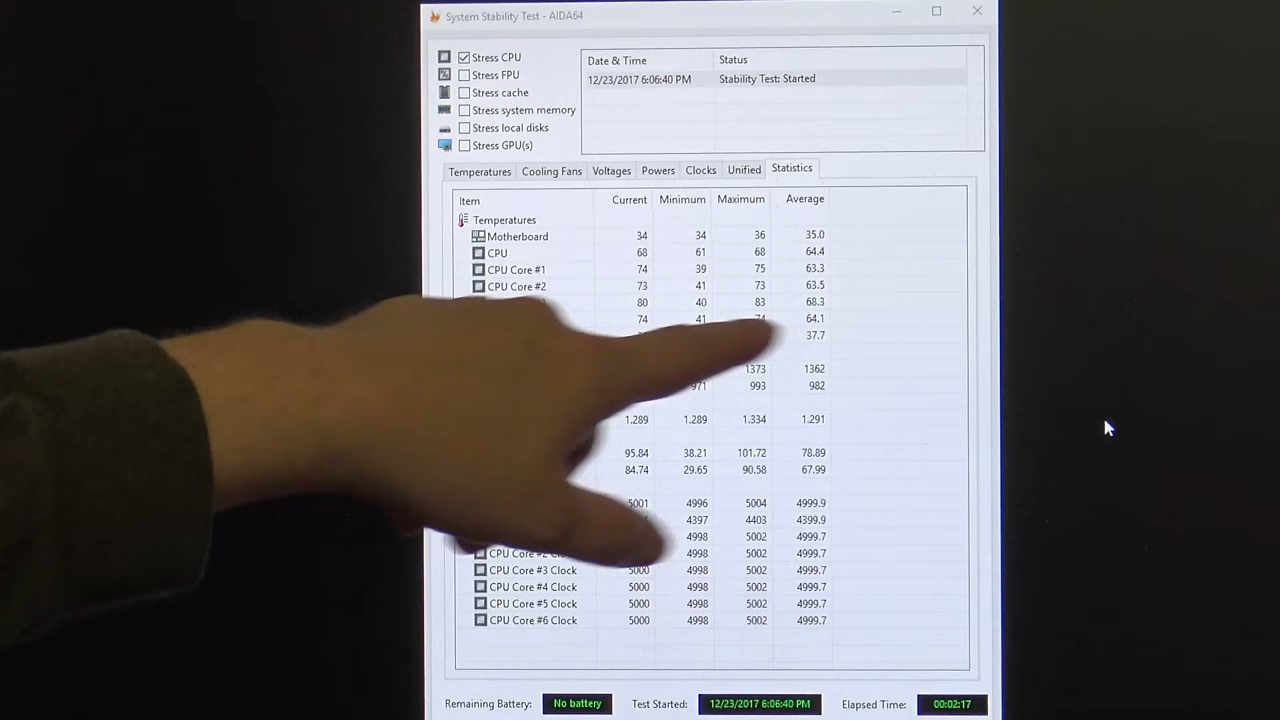 System Stability Test - AIDA64
Stress CPU
Stress FPU
Stress cache
Stress system memory
Stress local disks
Stress GPU(s)
Date & Time Status
12/23/2017 6:06:40 PM Stability Test: Started
Temperatures Cooling Fans Voltages Powers Clocks Unified Statistics
Item Current Minimum Maximum Average
Temperatures
Motherboard 34 34 36 35.0
CPU 68 61 68 64.4
CPU Core #1 74 39 75 63.3
CPU Core #2 73 41 73 63.5
80 40 83 68.3
74 41 74 64.1
37.7
1373 1362
971 993 982
1.289 1.289 1.334 1.291
95.84 38.21 101.72 78.89
84.74 29.65 90.58 67.99
5001 4996 5004 4999.9
4397 4403 4399.9
4998 5002 4999.7
CPU Core #2 4998 5002 4999.7
CPU Core #3 Clock 5000 4998 5002 4999.7
CPU Core #4 Clock 5000 4998 5002 4999.7
CPU Core #5 Clock 5000 4998 5002 4999.7
CPU Core #6 Clock 5000 4998 5002 4999.7
Remaining Battery: No battery Test Started: 12/23/2017 6:06:40 PM Elapsed Time: 00:02:17